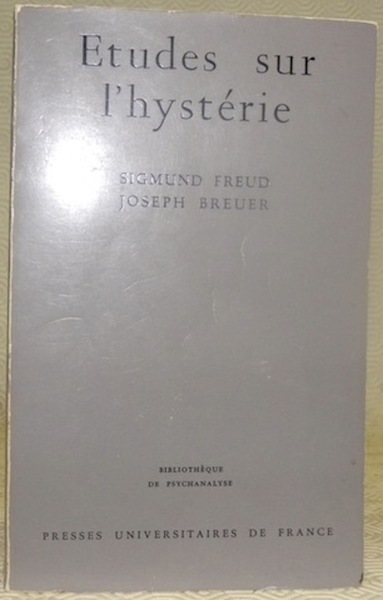 Etudes sur
l'hystérie
SIGMUND FREUD
JOSEPH BREUER
BIBLIOTHÈQUE
DE PSYCHANALYSE
PRESSES UNIVERSITAIRES DE FRANCE